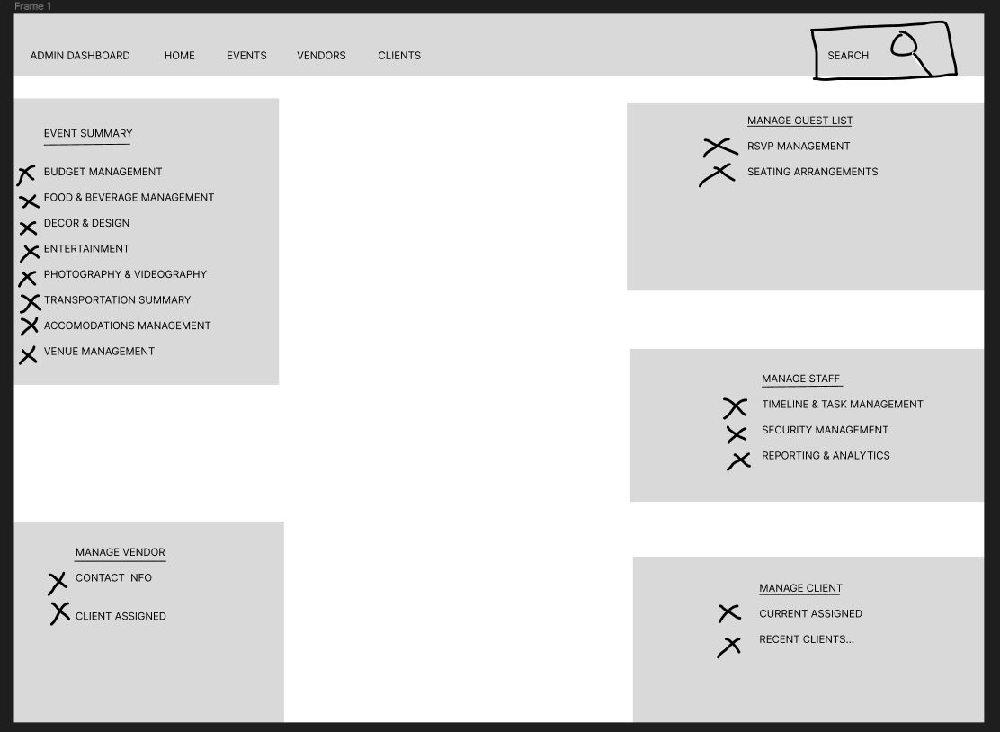 Frame 1
ADMIN DASHBOARD HOME EVENTS VENDORS CLIENTS SEARCH
EVENT SUMMARY
BUDGET MANAGEMENT
FOOD & BEVERAGE MANAGEMENT
DECOR & DESIGN
ENTERTAINMENT
PHOTOGRAPHY & VIDEOGRAPHY
TRANSPORTATION SUMMARY
ACCOMODATIONS MANAGEMENT
VENUE MANAGEMENT
MANAGE GUEST LIST
RSVP MANAGEMENT
SEATING ARRANGEMENTS
MANAGE STAFF
TIMELINE & TASK MANAGEMENT
SECURITY MANAGEMENT
REPORTING & ANALYTICS
MANAGE VENDOR
CONTACT INFO
CLIENT ASSIGNED
MANAGE CLIENT
CURRENT ASSIGNED
RECENT CLIENTS...